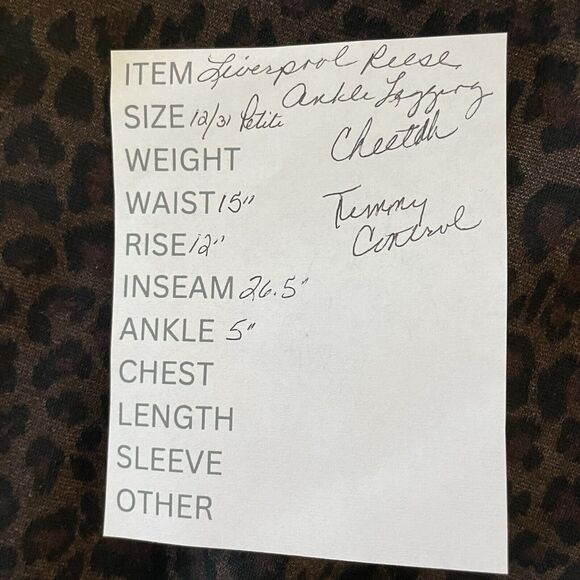 ITEM Liverpool Reese
Ankle Legging
SIZE 12/31 Petite
Cheetah
WEIGHT
WAIST 15"
Tummy
Control
RISE 12"
INSEAM 26.5"
ANKLE 5"
CHEST
LENGTH
SLEEVE
OTHER